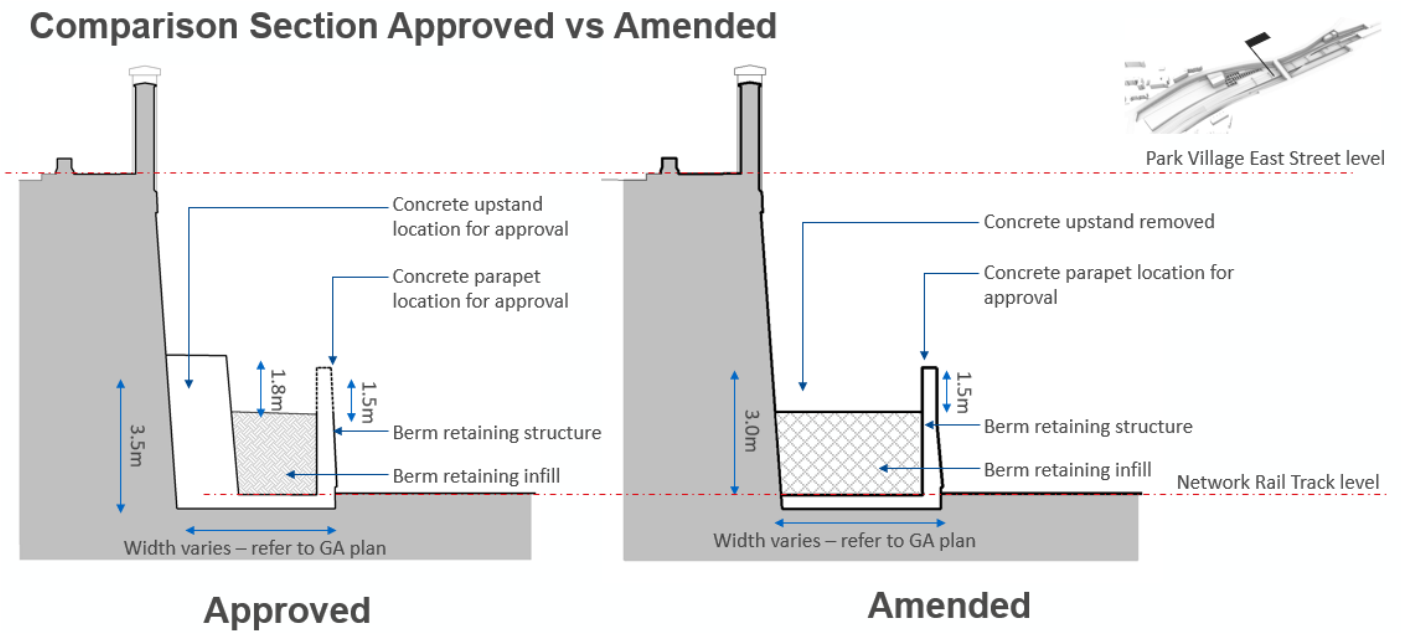 Comparison Section Approved vs Amended
Park Village East Street level
Concrete upstand
location for approval
Concrete parapet
location for approval
1.8m
1.5m
3.5m
Berm retaining structure
Berm retaining infill
Width varies – refer to GA plan
Approved
Concrete upstand removed
Concrete parapet location for
approval
1.5m
3.0m
Berm retaining structure
Berm retaining infill
Network Rail Track level
Width varies – refer to GA plan
Amended